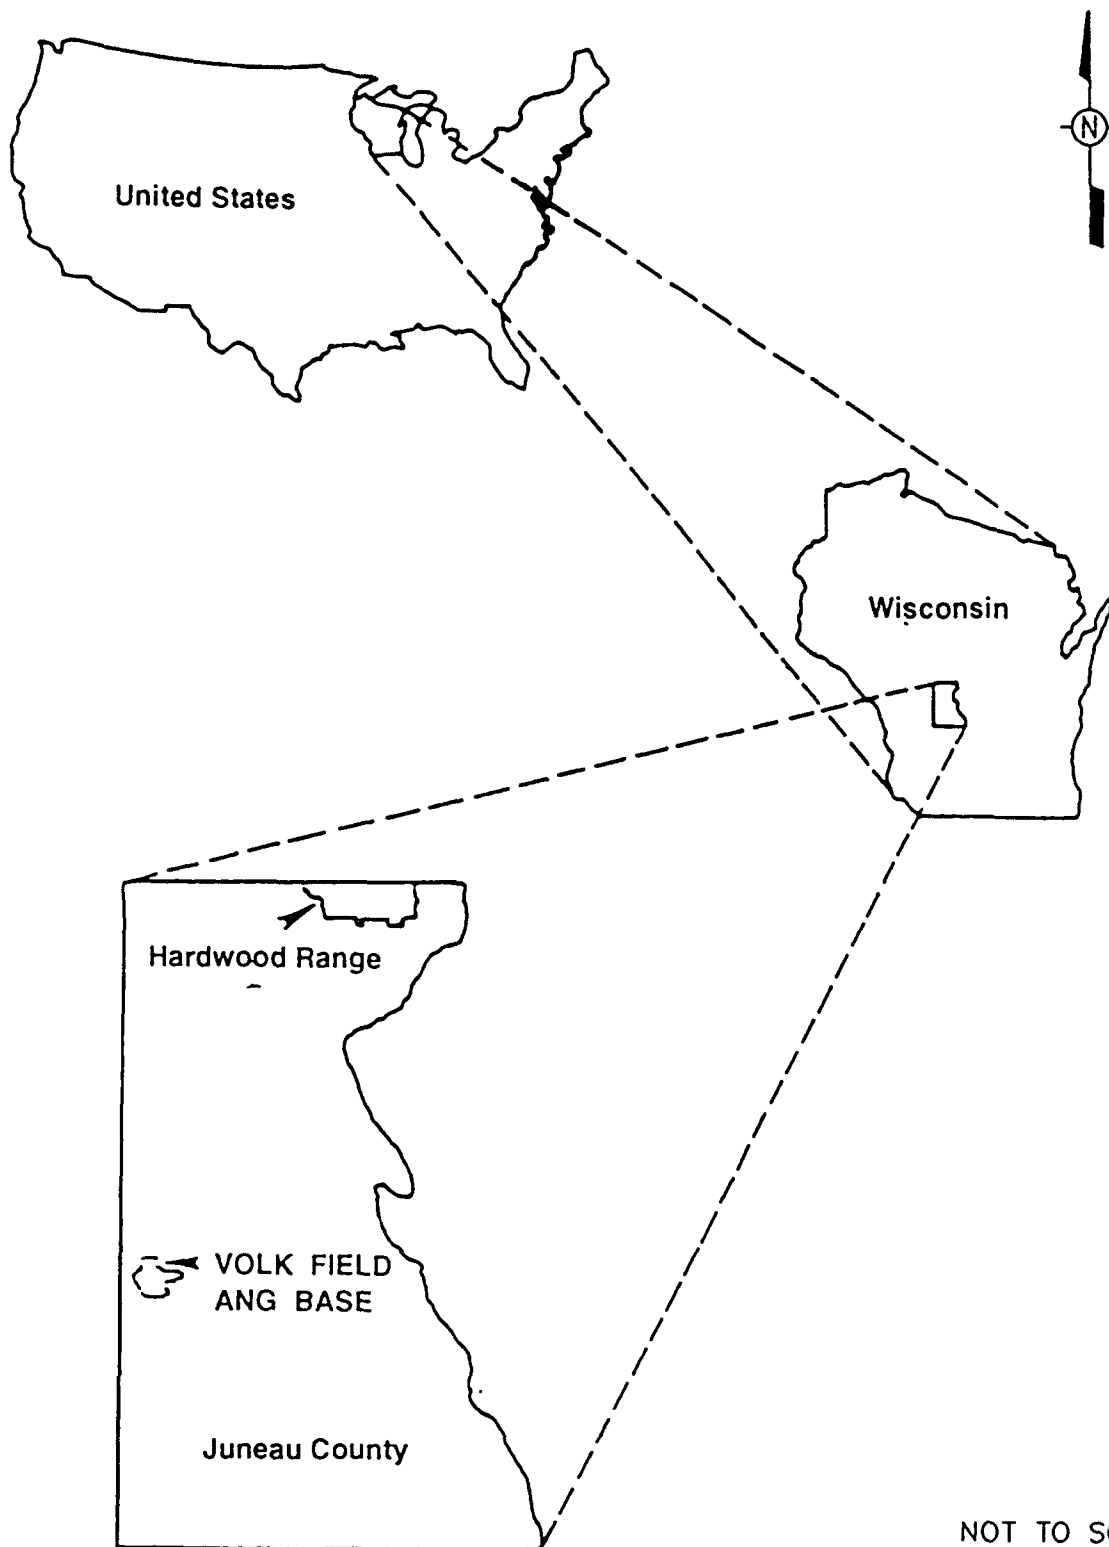 N
United States
Wisconsin
Hardwood Range
VOLK FIELD
ANG BASE
Juneau County
NOT TO